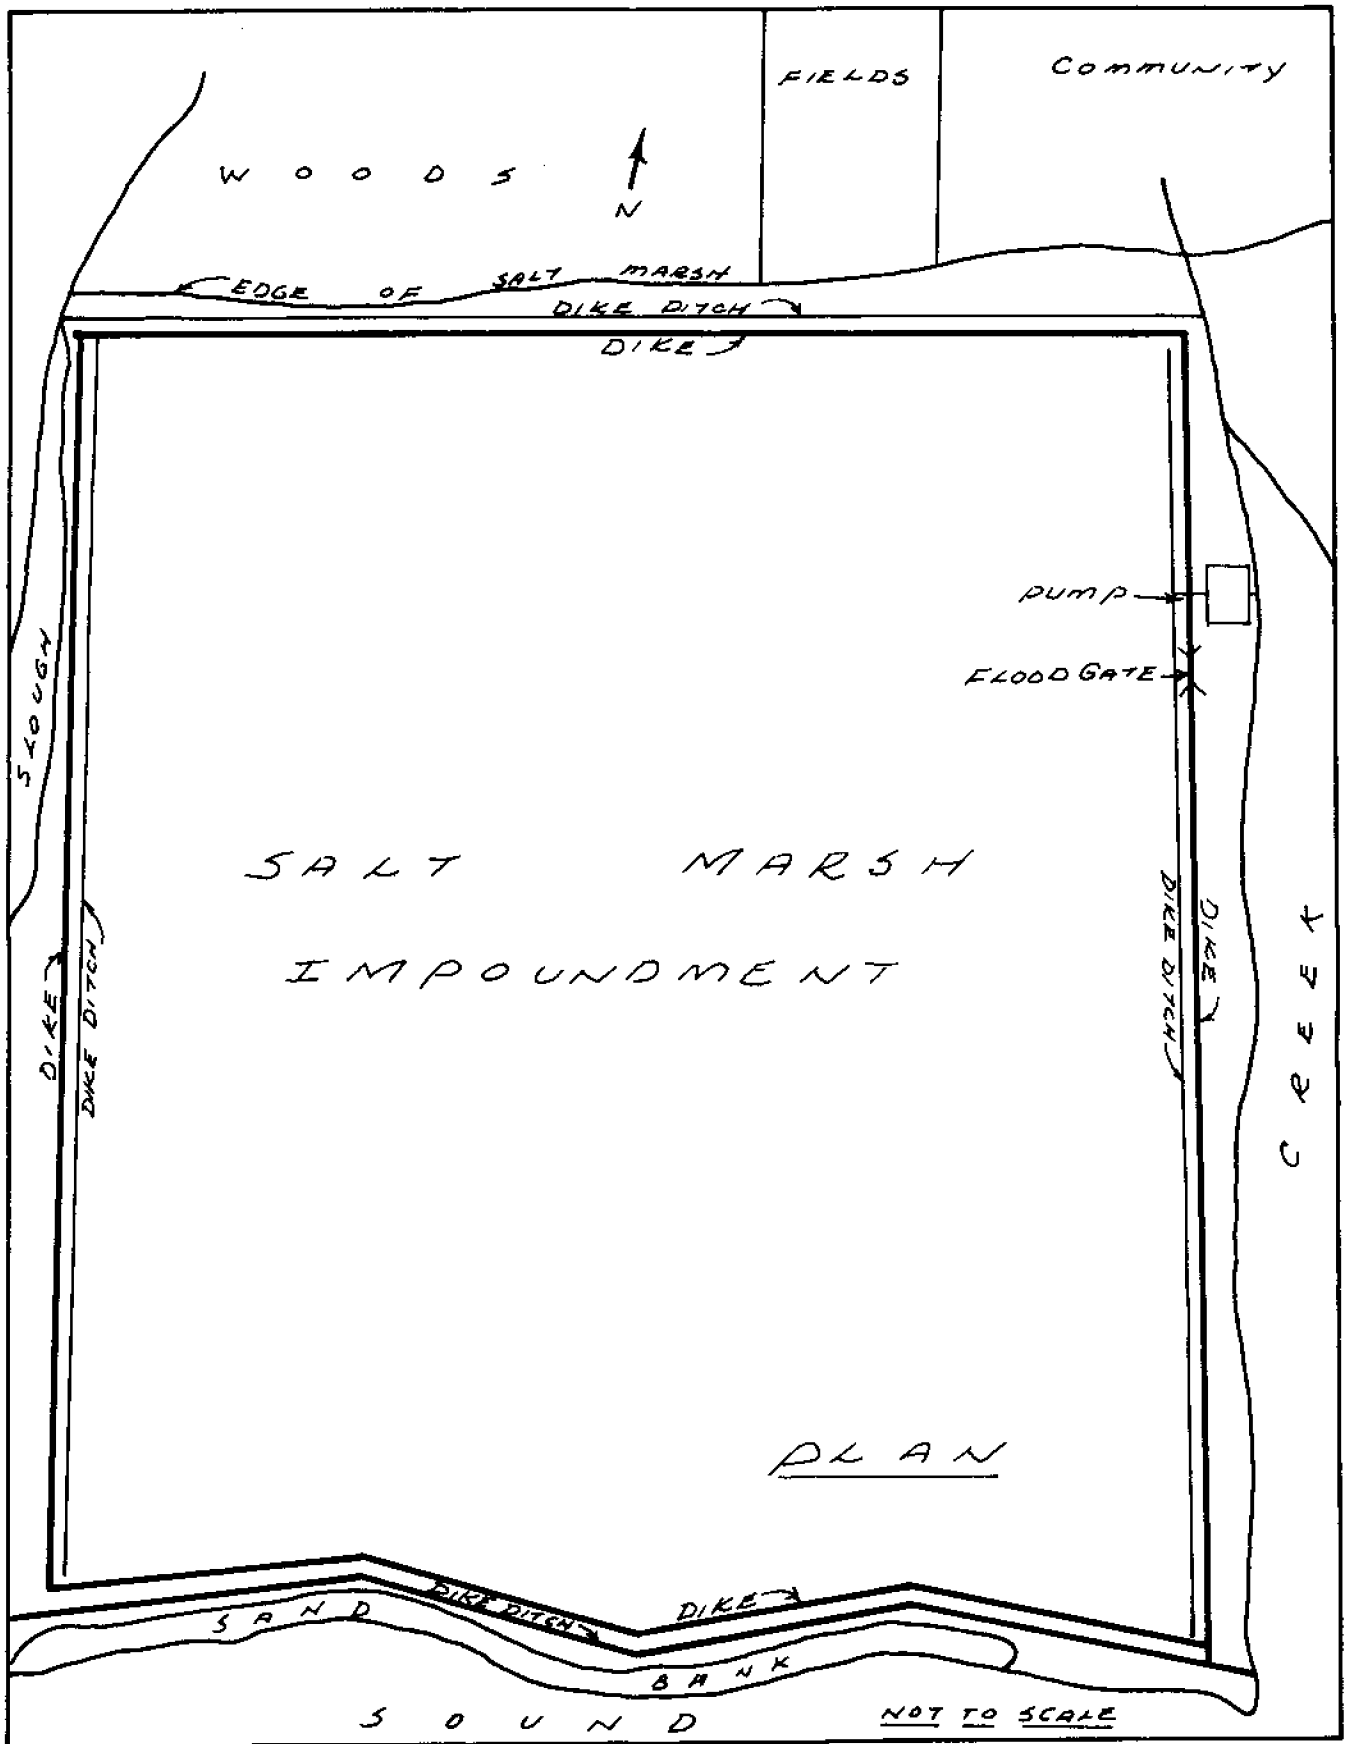 FIELDS
Community
WOODS
N
EDGE OF SALT MARSH
DIKE DITCH
DIKE
PUMP
FLOOD GATE
SLOUGH
SALT MARSH
IMPOUNDMENT
DIKE
DIKE DITCH
DIKE DITCH
DIKE
CREEK
PLAN
DIKE DITCH
DIKE
SAND BANK
SOUND
NOT TO SCALE